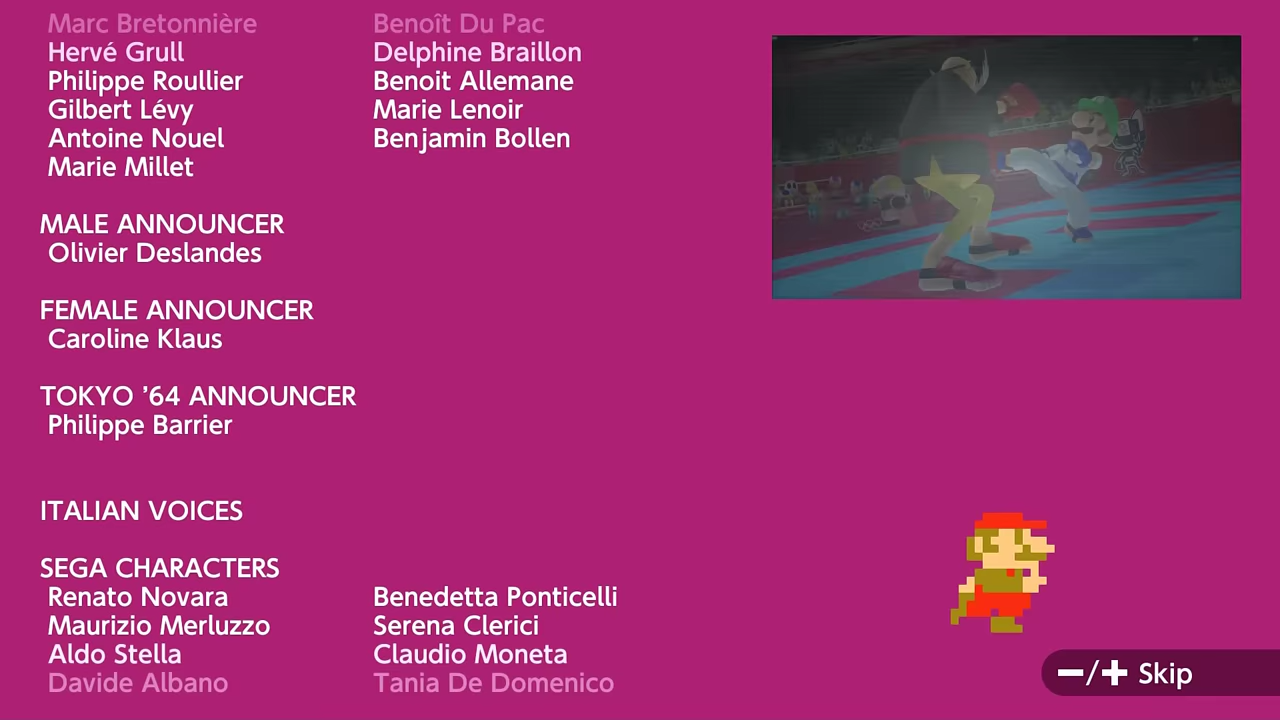 Marc Bretonnière Benoît Du Pac
Hervé Grull Delphine Braillon
Philippe Roullier Benoit Allemane
Gilbert Lévy Marie Lenoir
Antoine Nouel Benjamin Bollen
Marie Millet
MALE ANNOUNCER
Olivier Deslandes
FEMALE ANNOUNCER
Caroline Klaus
TOKYO ’64 ANNOUNCER
Philippe Barrier
ITALIAN VOICES
SEGA CHARACTERS
Renato Novara Benedetta Ponticelli
Maurizio Merluzzo Serena Clerici
Aldo Stella Claudio Moneta
Davide Albano Tania De Domenico
−/+ Skip